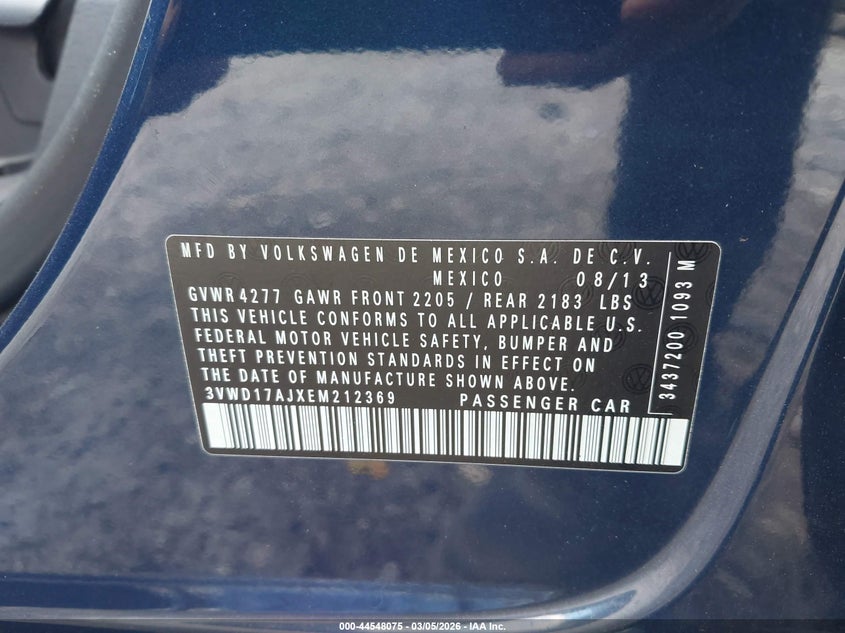 MFD BY VOLKSWAGEN DE MEXICO S.A. DE C.V.
MEXICO 08/13
GVWR 4277 GAWR FRONT 2205 / REAR 2183 LBS
THIS VEHICLE CONFORMS TO ALL APPLICABLE U.S.
FEDERAL MOTOR VEHICLE SAFETY, BUMPER AND
THEFT PREVENTION STANDARDS IN EFFECT ON
THE DATE OF MANUFACTURE SHOWN ABOVE.
3VWD17AJXEM212369 PASSENGER CAR
3437200 1093 M
000-44548075 - 03/05/2026 - IAA Inc.